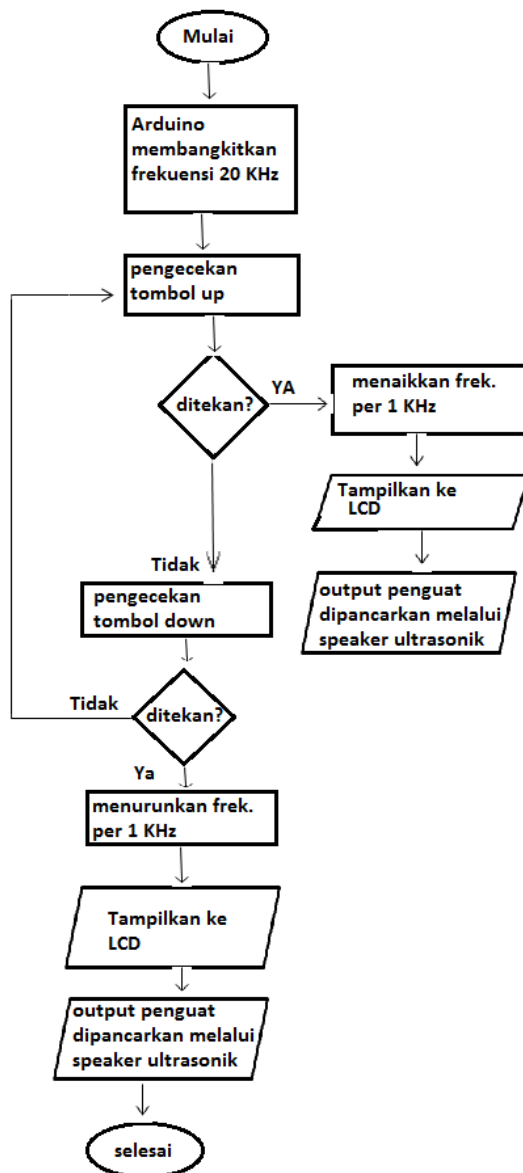 Mulai
Arduino
membangkitkan
frekuensi 20 KHz
pengecekan
tombol up
ditekan?
YA
menaikkan frek.
per 1 KHz
Tampilkan ke
LCD
output penguat
dipancarkan melalui
speaker ultrasonik
Tidak
pengecekan
tombol down
ditekan?
Tidak
Ya
menurunkan frek.
per 1 KHz
Tampilkan ke
LCD
output penguat
dipancarkan melalui
speaker ultrasonik
selesai